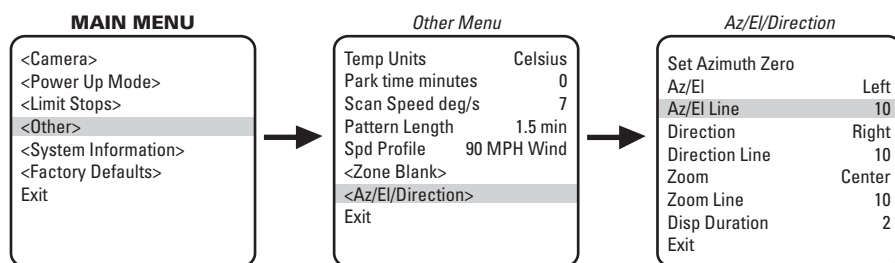 MAIN MENU
<Camera>
<Power Up Mode>
<Limit Stops>
<Other>
<System Information>
<Factory Defaults>
Exit
Other Menu
Temp Units Celsius
Park time minutes 0
Scan Speed deg/s 7
Pattern Length 1.5 min
Spd Profile 90 MPH Wind
<Zone Blank>
<Az/El/Direction>
Exit
Az/El/Direction
Set Azimuth Zero
Az/El Left
Az/El Line 10
Direction Right
Direction Line 10
Zoom Center
Zoom Line 10
Disp Duration 2
Exit